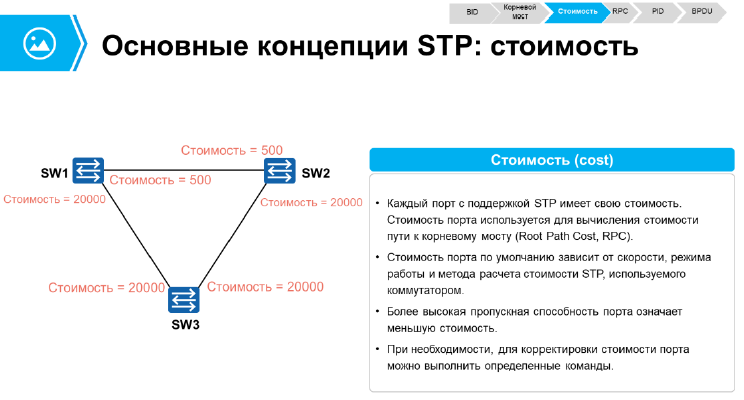 BID
Корневой
мост
Стоимость
RPC
PID
BPDU
Основные концепции STP: стоимость
Стоимость = 500
SW1
SW2
Стоимость = 500
Стоимость = 20000
Стоимость = 20000
Стоимость = 20000
Стоимость = 20000
SW3
Стоимость (cost)
• Каждый порт с поддержкой STP имеет свою стоимость.
Стоимость порта используется для вычисления стоимости
пути к корневому мосту (Root Path Cost, RPC).
• Стоимость порта по умолчанию зависит от скорости, режима
работы и метода расчета стоимости STP, используемого
коммутатором.
• Более высокая пропускная способность порта означает
меньшую стоимость.
• При необходимости, для корректировки стоимости порта
можно выполнить определенные команды.